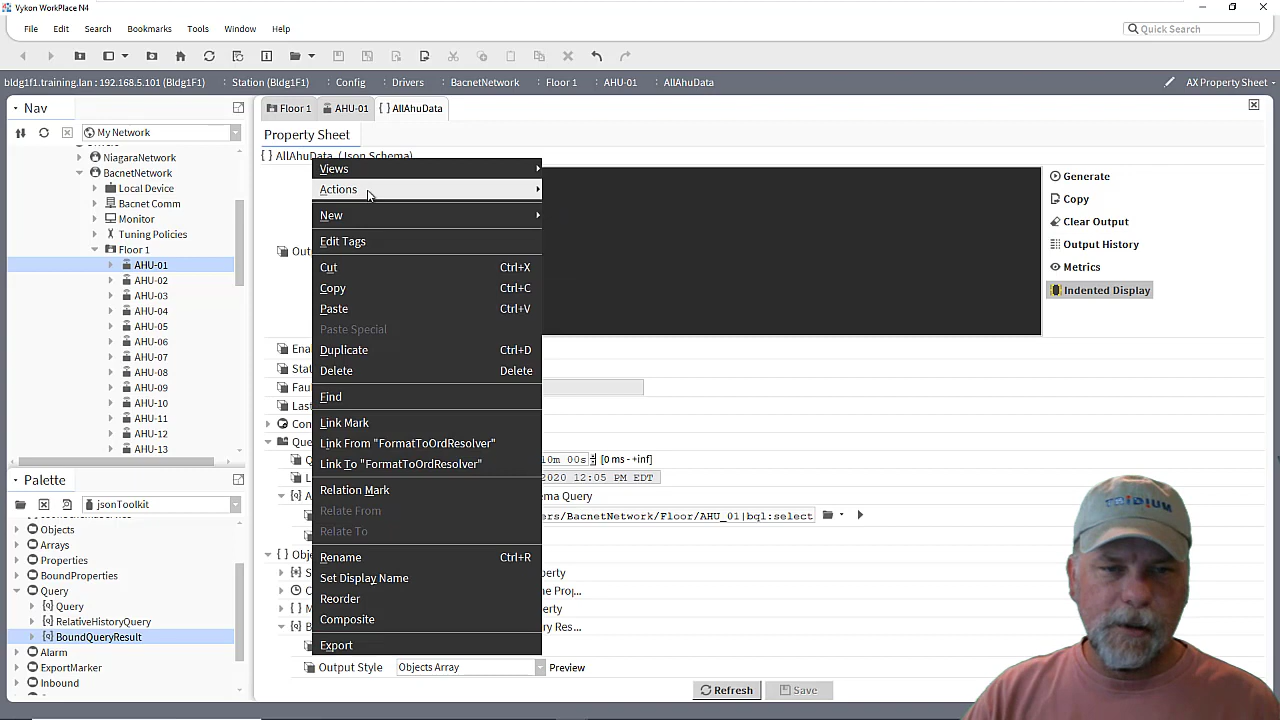 Vykon WorkPlace N4
File Edit Search Bookmarks Tools Window Help
Quick Search
bldg1f1.training.lan : 192.168.5.101 (Bldg1F1) : Station (Bldg1F1) : Config : Drivers : BacnetNetwork : Floor 1 : AHU-01 : AllAhuData AX Property Sheet
Nav
My Network
NiagaraNetwork
BacnetNetwork
Local Device
Bacnet Comm
Monitor
Tuning Policies
Floor 1
AHU-01
AHU-02
AHU-03
AHU-04
AHU-05
AHU-06
AHU-07
AHU-08
AHU-09
AHU-10
AHU-11
AHU-12
AHU-13
Palette
jsonToolkit
Objects
Arrays
Properties
BoundProperties
Query
Query
RelativeHistoryQuery
BoundQueryResult
Alarm
ExportMarker
Inbound
Floor 1 AHU-01 { } AllAhuData
Property Sheet
{ } AllAhuData (Json Schema)
Views
Actions
New
Edit Tags
Cut Ctrl+X
Copy Ctrl+C
Paste Ctrl+V
Paste Special
Duplicate Ctrl+D
Delete Delete
Find
Link Mark
Link From "FormatToOrdResolver"
Link To "FormatToOrdResolver"
Relation Mark
Relate From
Relate To
Rename Ctrl+R
Set Display Name
Reorder
Composite
Export
Generate
Copy
Clear Output
Output History
Metrics
Indented Display
10m 00s [0 ms - +inf]
2020 12:05 PM EDT
ma Query
ers/BacnetNetwork/Floor/AHU_01|bql:select
perty
me Prop...
perty
ry Res...
Output Style Objects Array Preview
Refresh Save